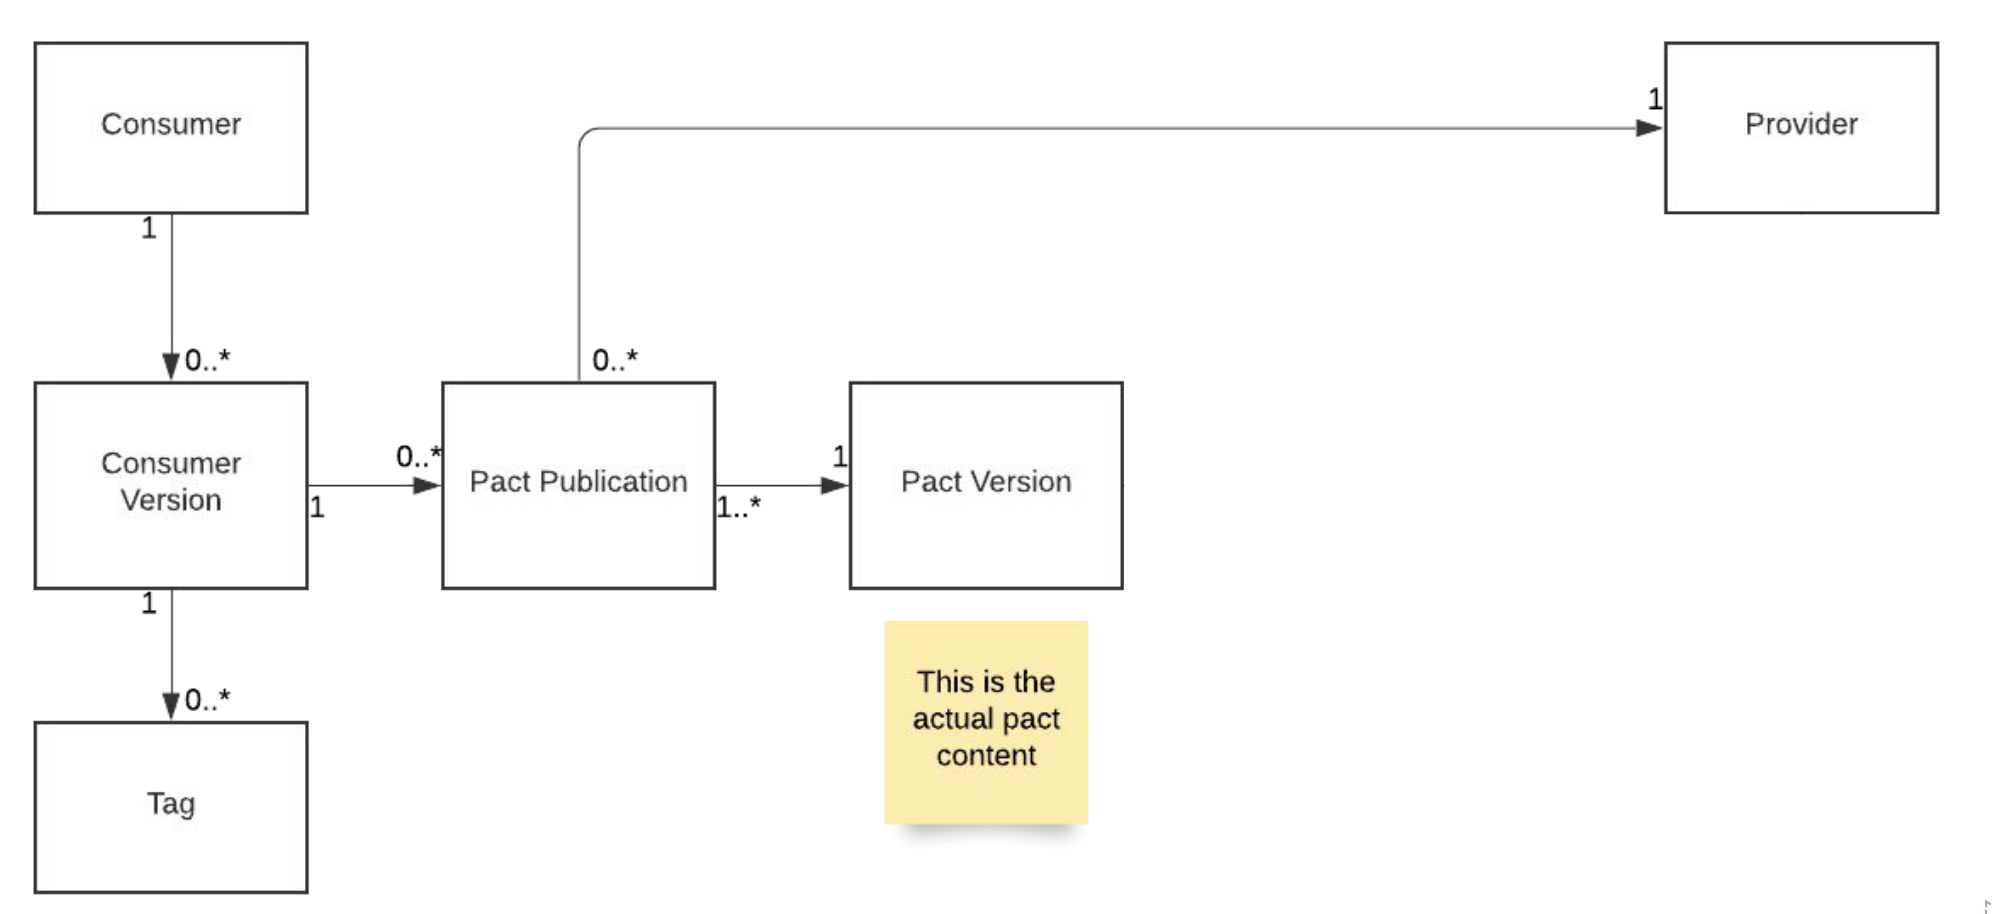 Consumer
1
Provider
1
0..*
0..*
Consumer
Version
0..*
1
Pact Publication
1
1..*
Pact Version
1
0..*
This is the
actual pact
content
Tag